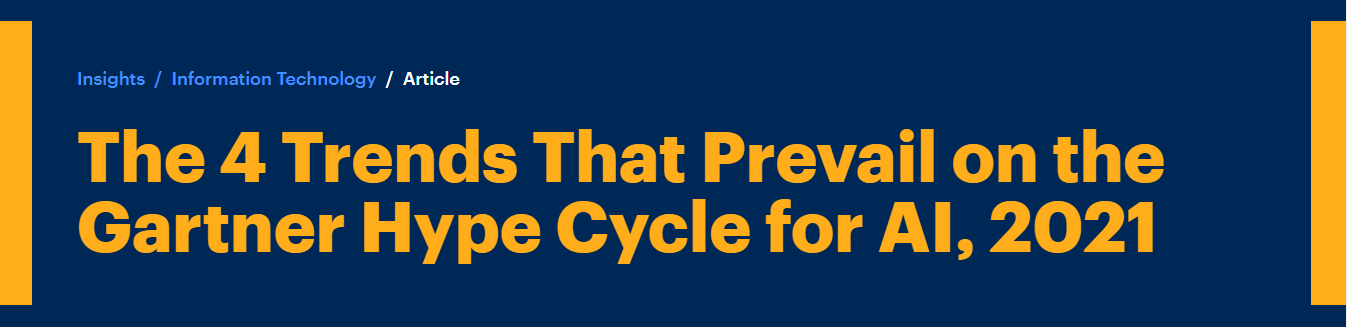 Insights / Information Technology / Article
The 4 Trends That Prevail on the
Gartner Hype Cycle for AI, 2021